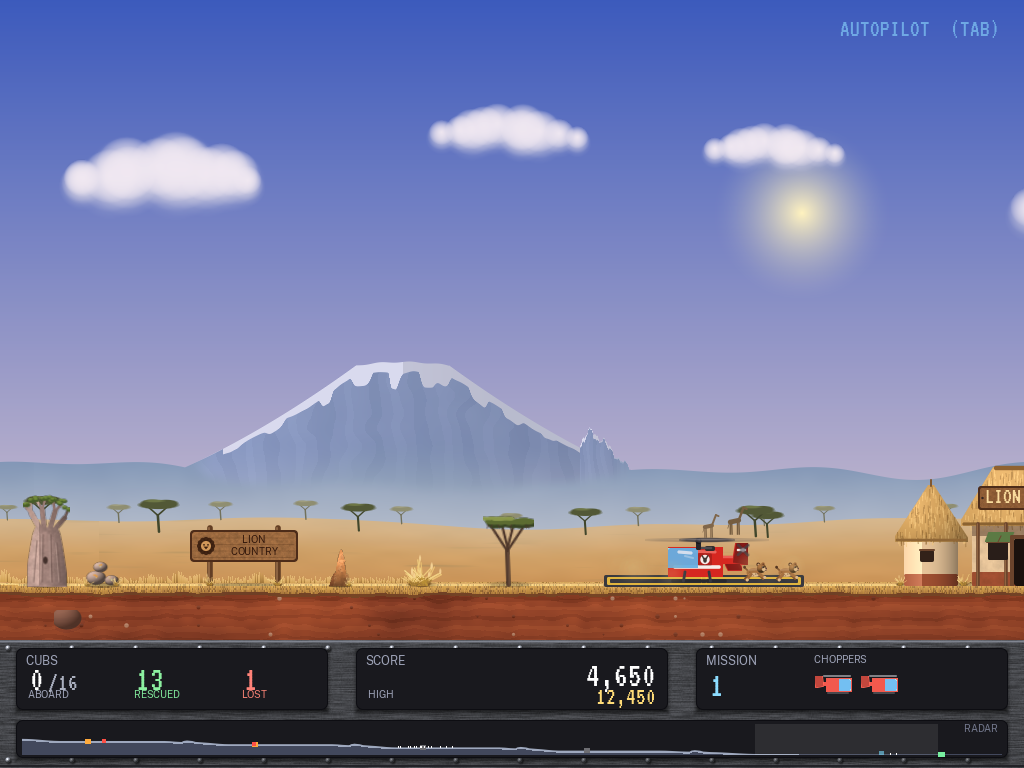 AUTOPILOT (TAB)
LION
COUNTRY
LION
CUBS
0/16
ABOARD
13
RESCUED
1
LOST
SCORE
4,650
HIGH
12,450
MISSION
1
CHOPPERS
RADAR